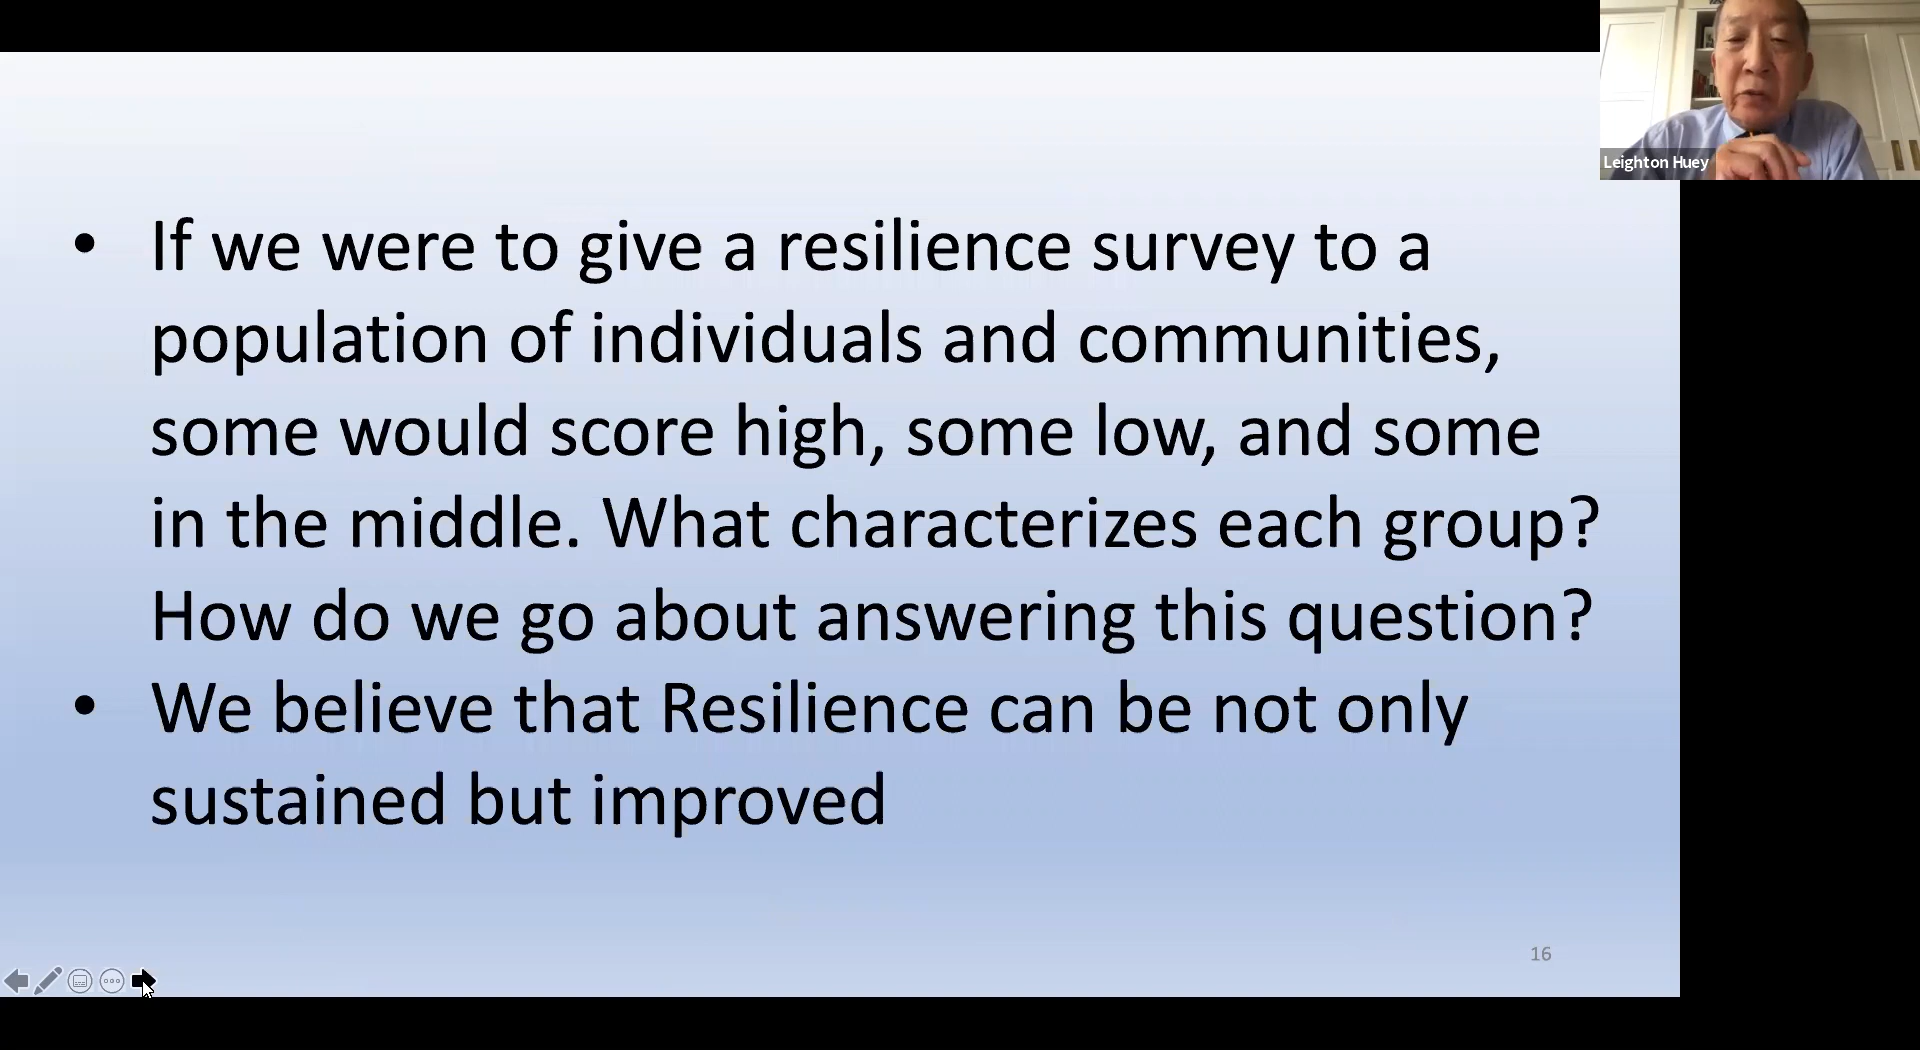 Leighton Huey
• If we were to give a resilience survey to a
population of individuals and communities,
some would score high, some low, and some
in the middle. What characterizes each group?
How do we go about answering this question?
• We believe that Resilience can be not only
sustained but improved
16